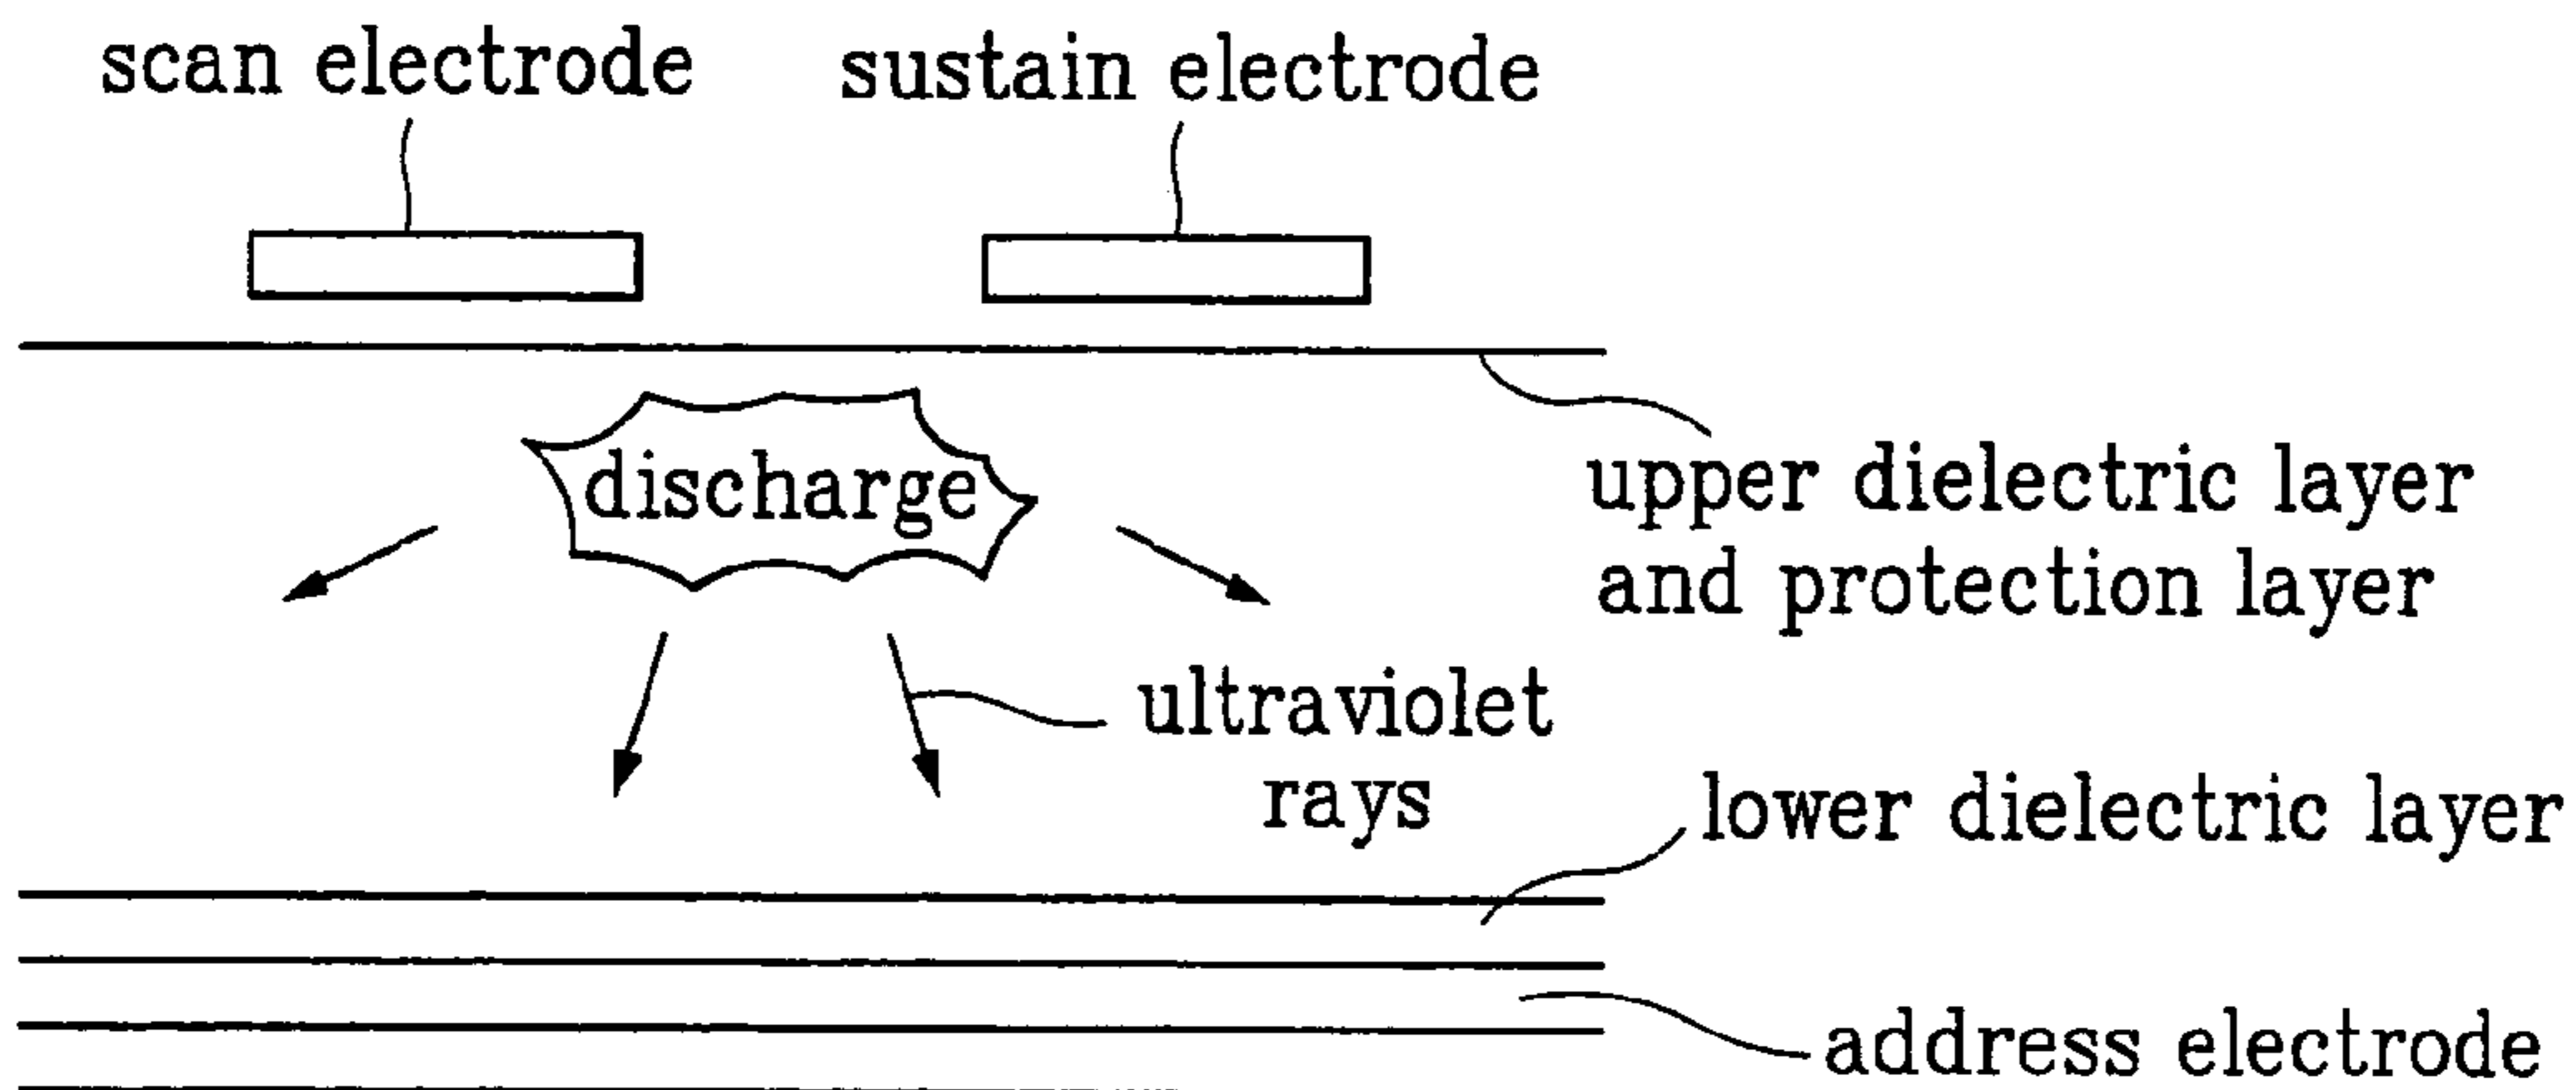 scan electrode
sustain electrode
discharge
upper dielectric layer
and protection layer
ultraviolet
rays
lower dielectric layer
address electrode